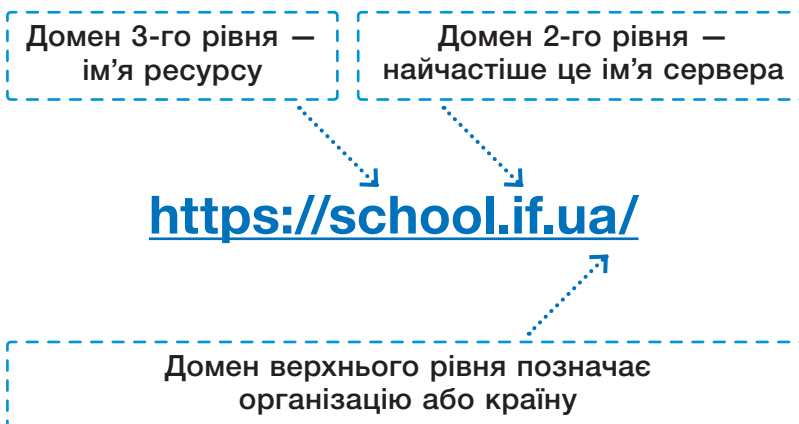 Домен 3-го рівня —
ім’я ресурсу
Домен 2-го рівня —
найчастіше це ім’я сервера
https://school.if.ua/
Домен верхнього рівня позначає
організацію або країну